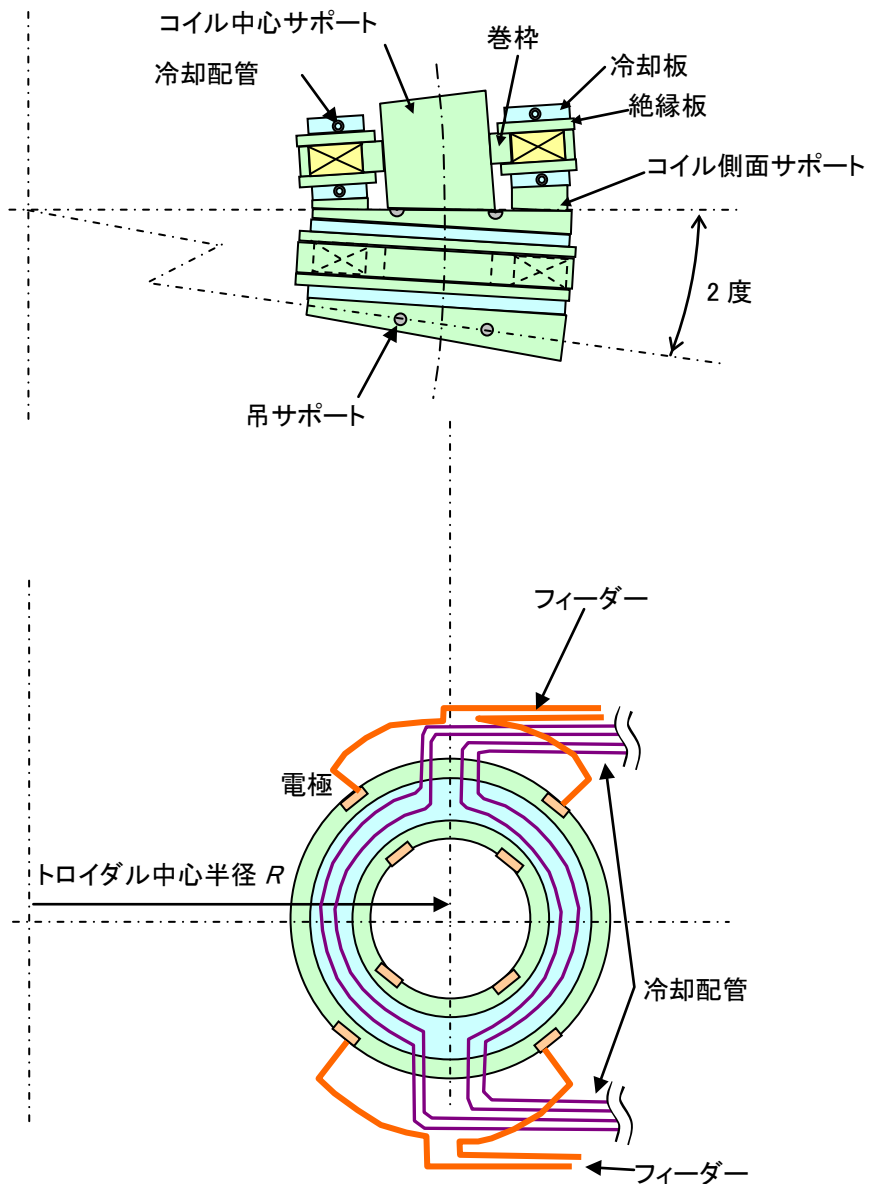 コイル中心サポート
巻枠
冷却配管
冷却板
絶縁板
コイル側面サポート
2 度
吊サポート
フィーダー
電極
トロイダル中心半径 R
冷却配管
フィーダー